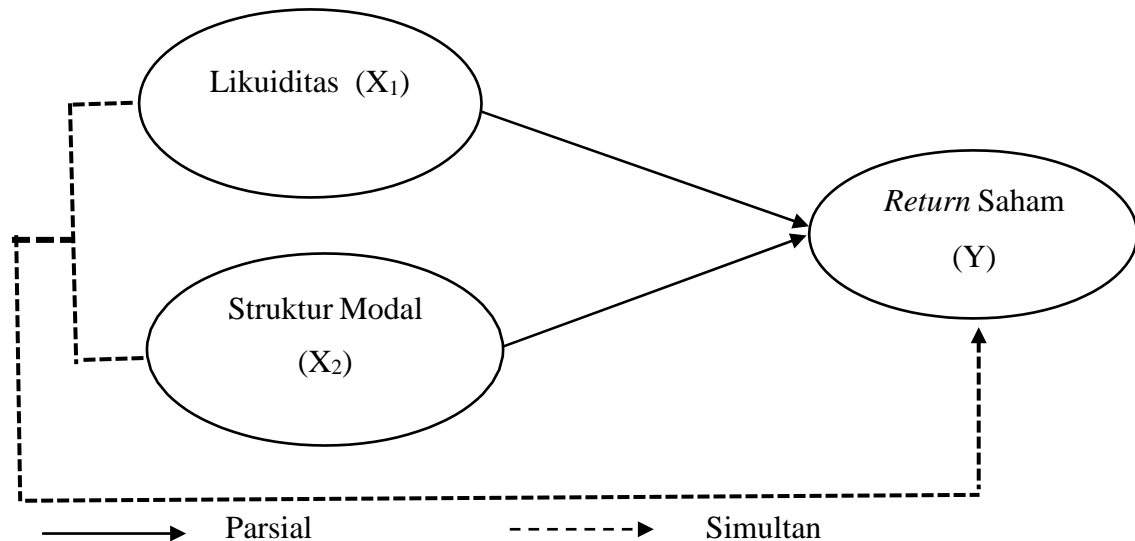 Likuiditas (X₁)
Return Saham
(Y)
Struktur Modal
(X₂)
Parsial
Simultan